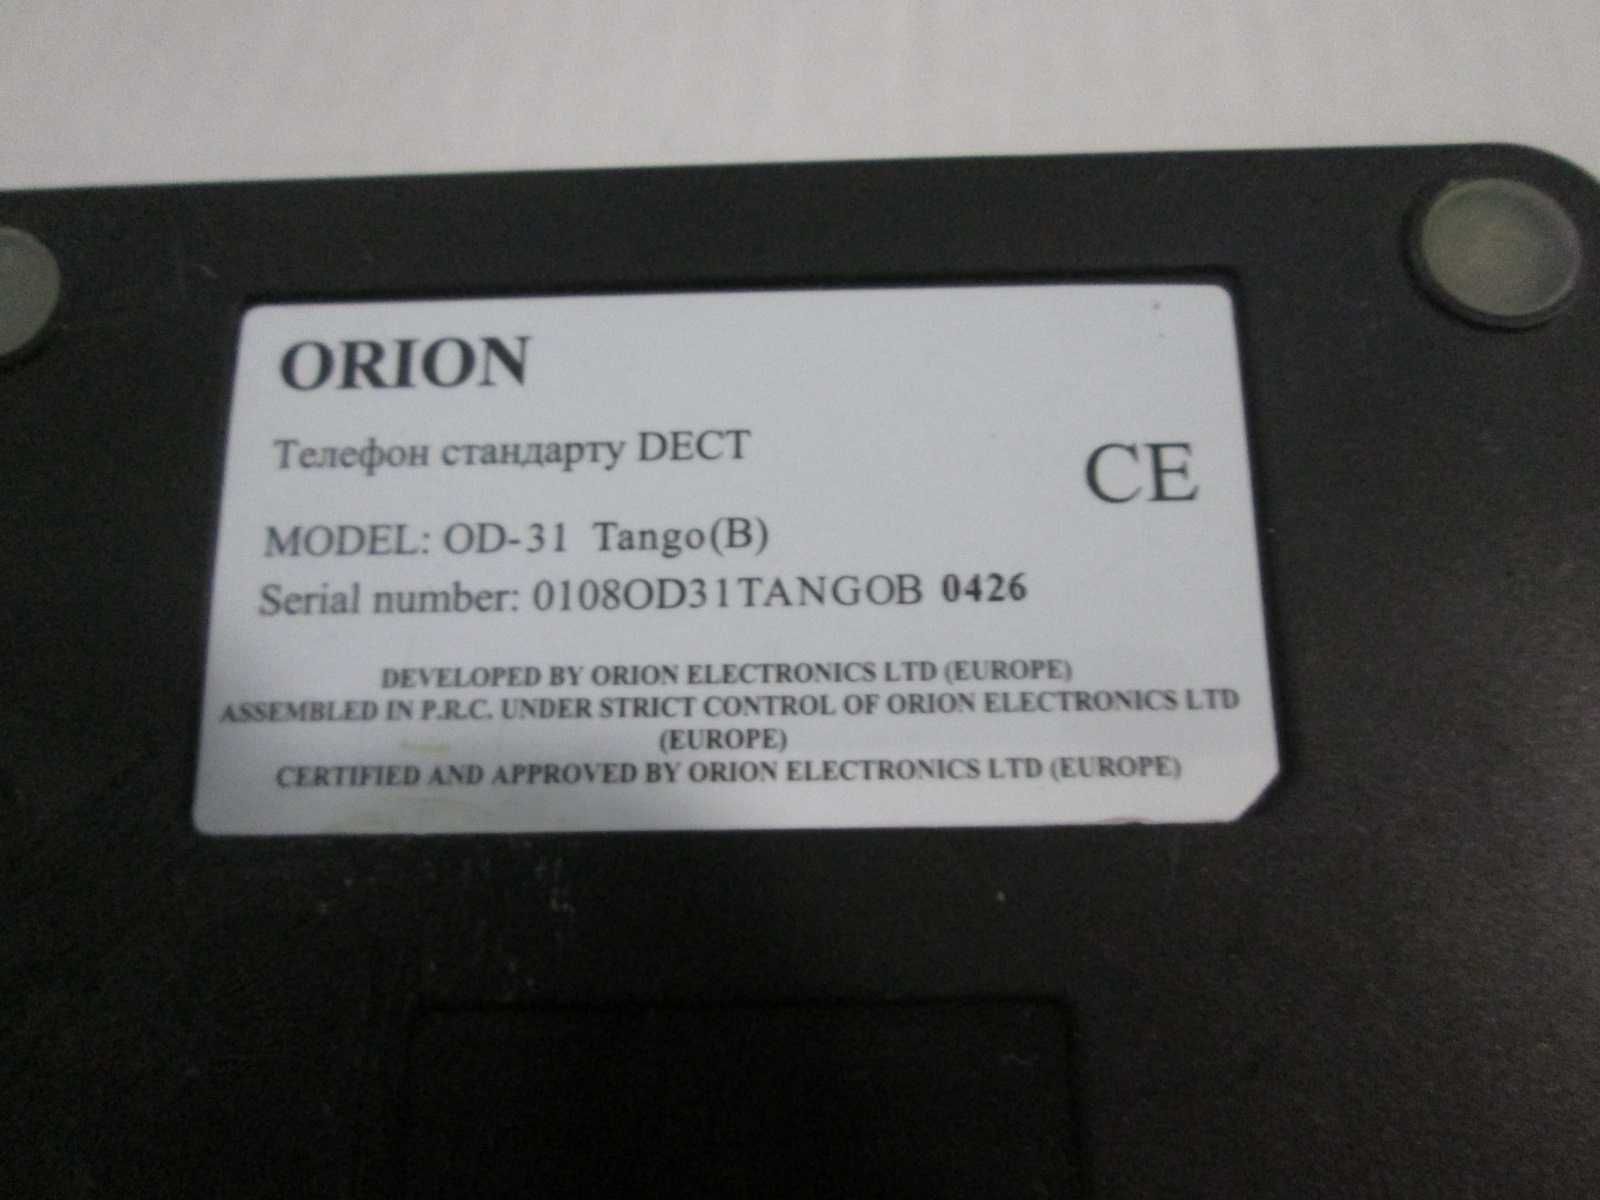 ORION
Телефон стандарту DECT
CE
MODEL: OD-31 Tango(B)
Serial number: 0108OD31TANGOB 0426
DEVELOPED BY ORION ELECTRONICS LTD (EUROPE)
ASSEMBLED IN P.R.C. UNDER STRICT CONTROL OF ORION ELECTRONICS LTD
(EUROPE)
CERTIFIED AND APPROVED BY ORION ELECTRONICS LTD (EUROPE)